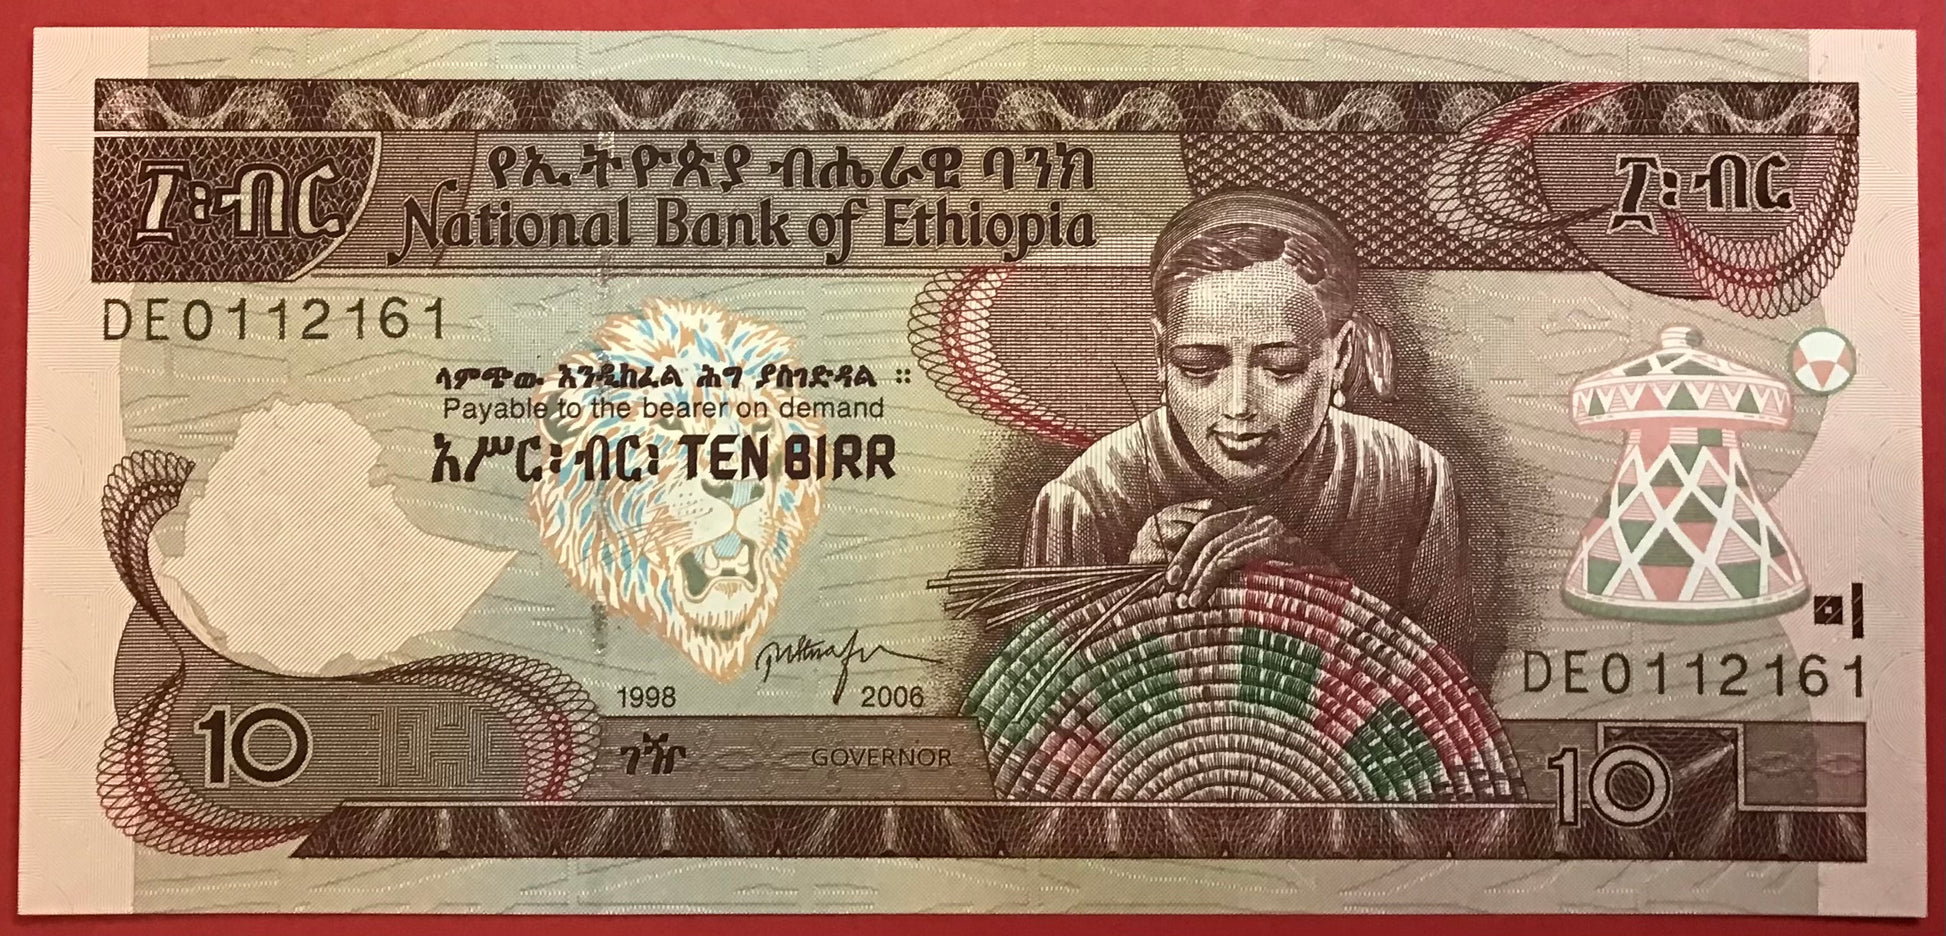 ፲፡ብር
የኢትዮጵያ ብሔራዊ ባንክ
፲፡ብር
National Bank of Ethiopia
DE0112161
ላምጭው እንዲከፈል ሕግ ያስገድዳል ።
Payable to the bearer on demand
አሥር፡ ብር፡ TEN BIRR
DE0112161
1998 2006
10
ገዥ GOVERNOR
10